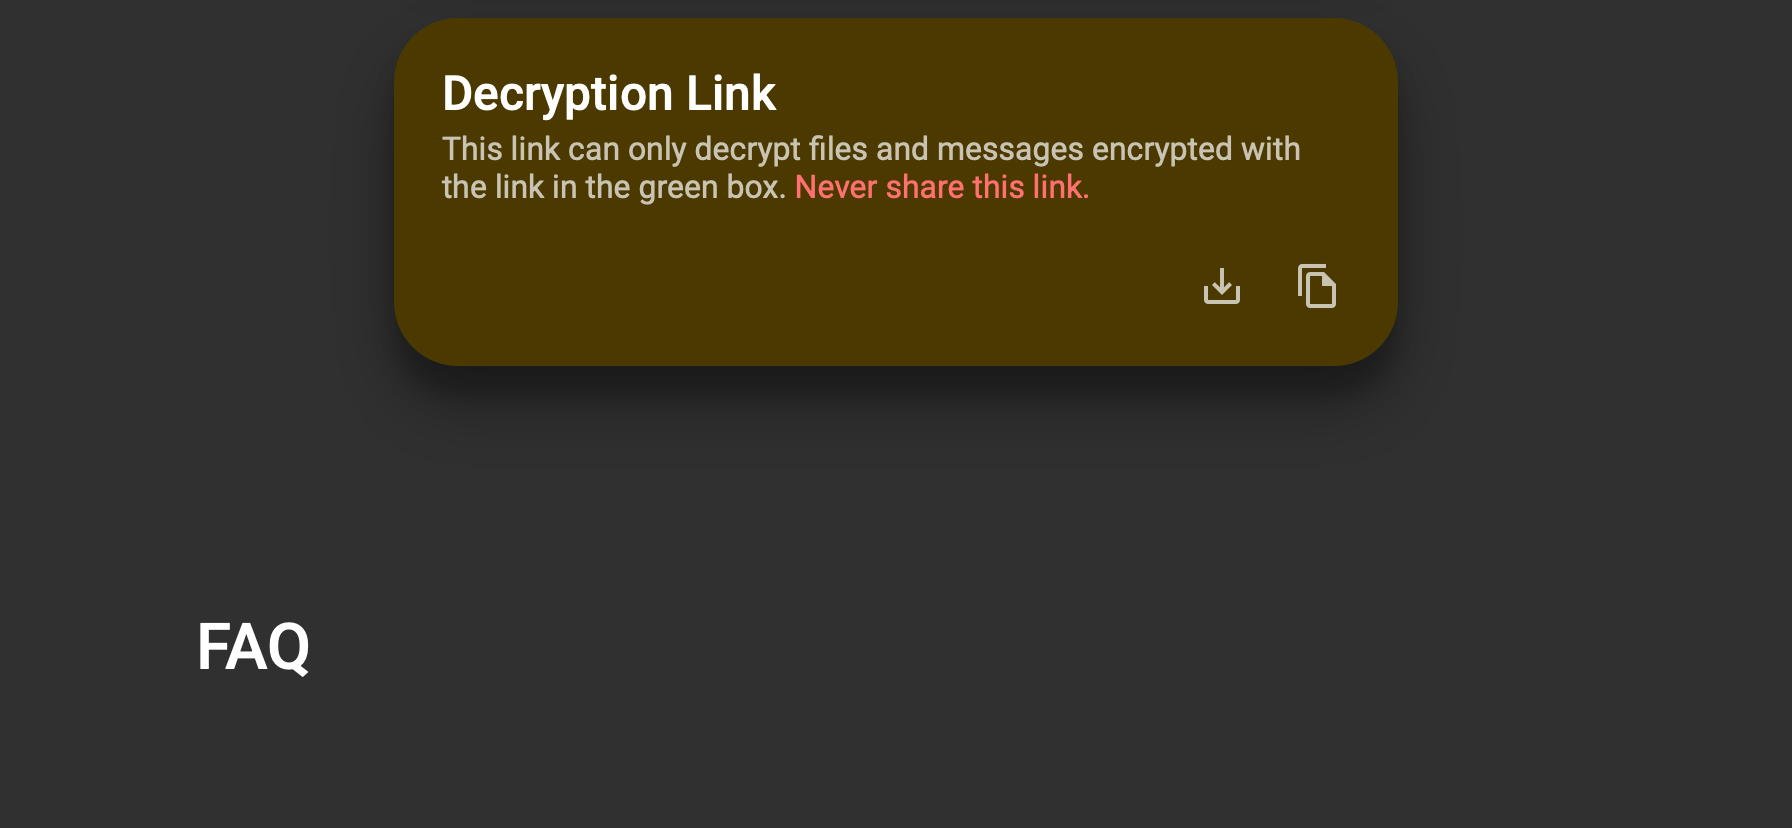 Decryption Link
This link can only decrypt files and messages encrypted with
the link in the green box. Never share this link.
FAQ